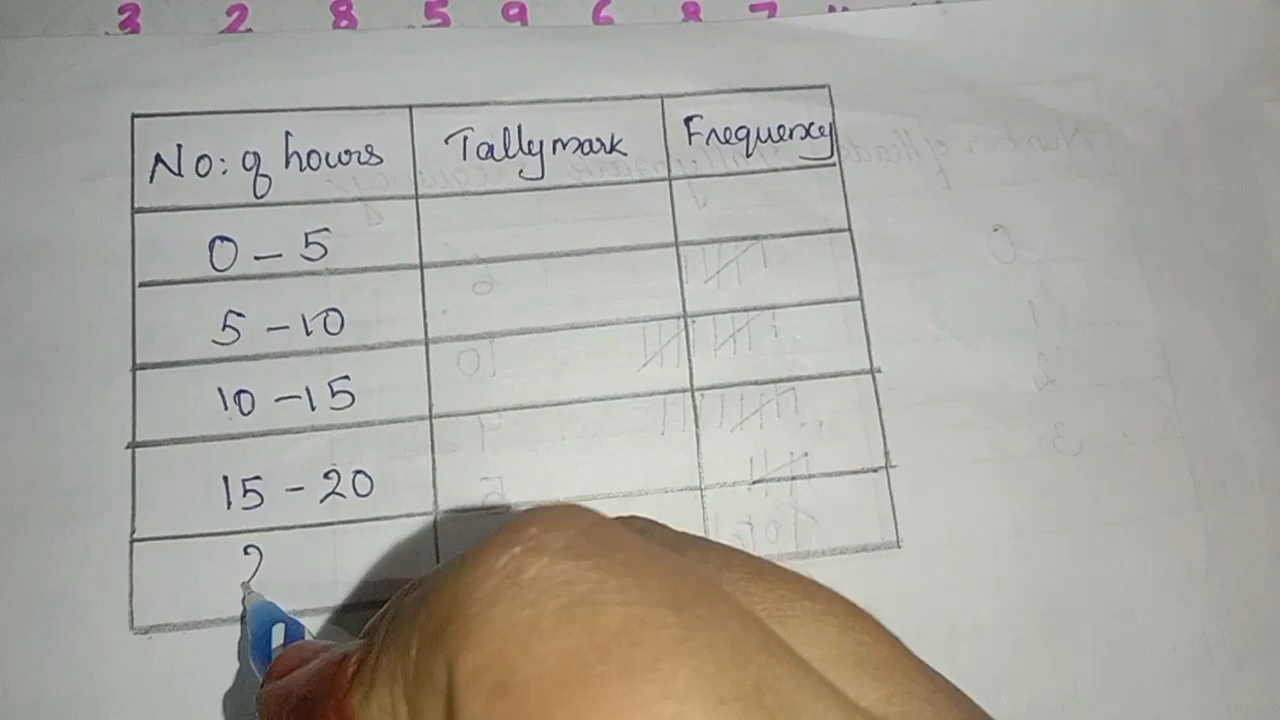 3 2 8 5 9 6 8 7
No: of hours Tallymark Frequency
0 - 5
5 - 10
10 - 15
15 - 20
2